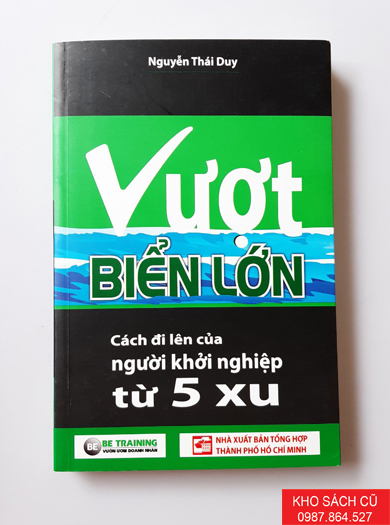 Nguyễn Thái Duy
Vượt
BIỂN LỚN
Cách đi lên của
người khởi nghiệp
từ 5 xu
BE BE TRAINING
VƯỜN ƯƠM DOANH NHÂN
NHÀ XUẤT BẢN TỔNG HỢP
THÀNH PHỐ HỒ CHÍ MINH
KHO SÁCH CŨ
0987.864.527